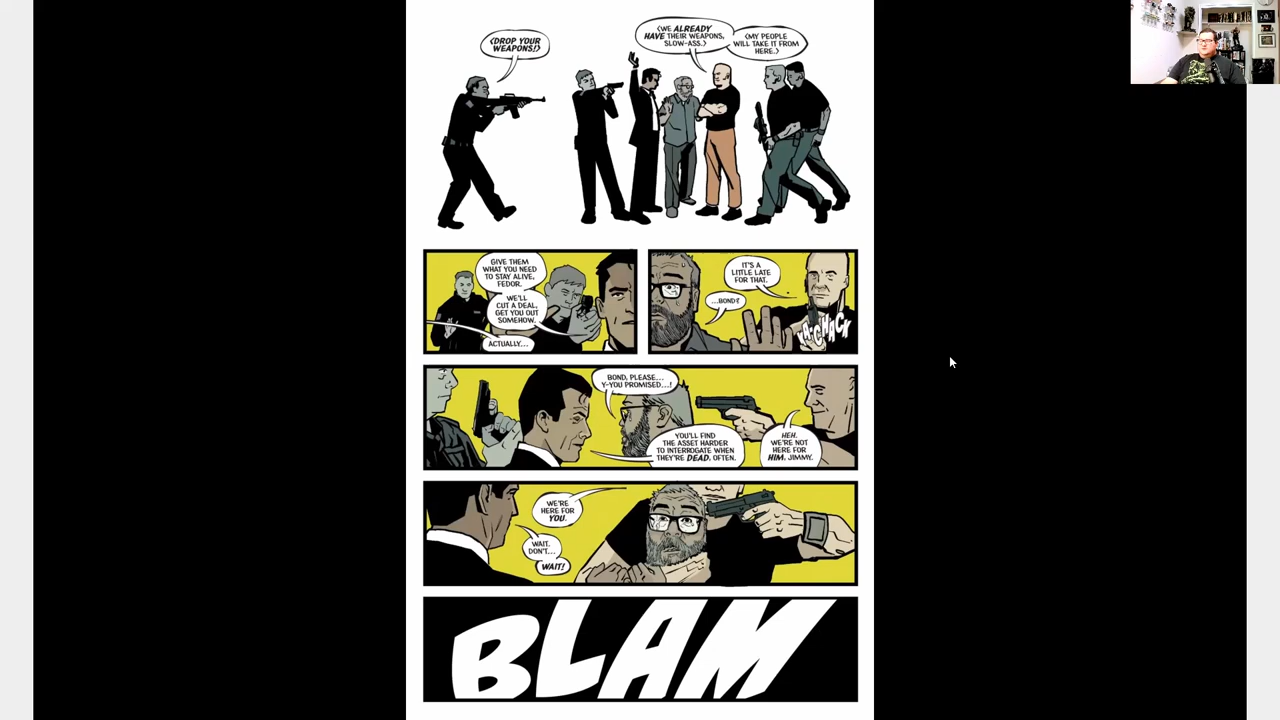 <DROP YOUR
WEAPONS!>
<WE ALREADY
HAVE THEIR WEAPONS,
SLOW-ASS.>
<MY PEOPLE
WILL TAKE IT FROM
HERE.>
GIVE THEM
WHAT YOU NEED
TO STAY ALIVE,
FEDOR.
WE'LL
CUT A DEAL,
GET YOU OUT
SOMEHOW.
ACTUALLY...
IT'S A
LITTLE LATE
FOR THAT.
...BOND?
KA-CHACK
BOND, PLEASE...
Y-YOU PROMISED...!
YOU'LL FIND
THE ASSET HARDER
TO INTERROGATE WHEN
THEY'RE DEAD, OFTEN.
HEH.
WE'RE NOT
HERE FOR
HIM, JIMMY.
WE'RE
HERE FOR
YOU.
WAIT.
DON'T...
WAIT!
BLAM